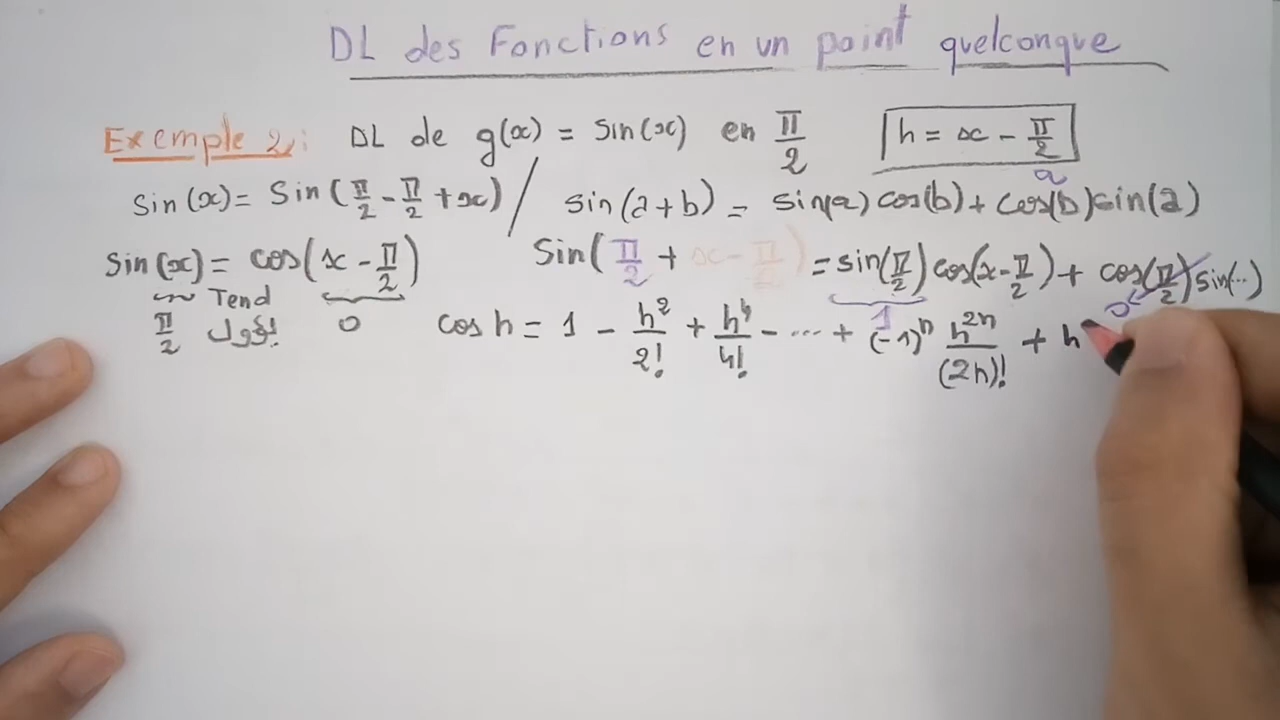 DL des Fonctions en un point quelconque
Exemple 2: DL de g(x) = sin(x) en π/2 h = x - π/2
a
sin(x) = sin(π/2 - π/2 + x) / sin(a+b) = sin(a) cos(b) + cos(b) sin(a)
sin(x) = cos(x - π/2) sin(π/2 + x - π/2) = sin(π/2) cos(x - π/2) + cos(π/2) sin(...)
Tend 1 0
π/2 يؤول 0 cos h = 1 - h²/2! + h⁴/4! - ... + (-1)ⁿ h²ⁿ/(2n)! + h